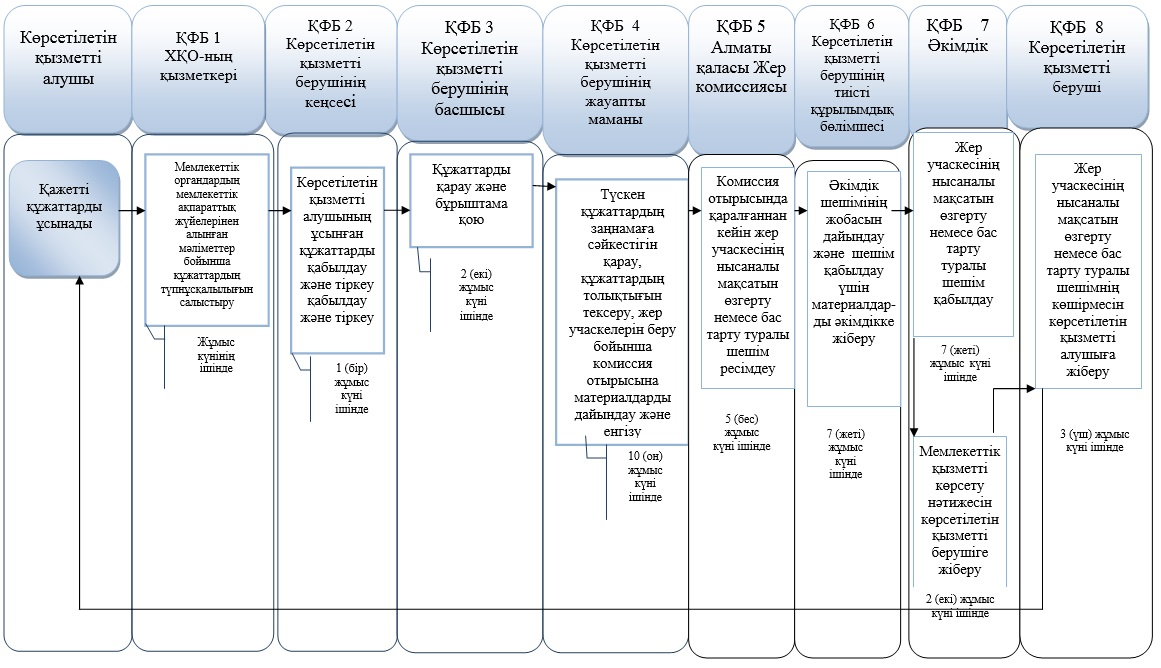 Көрсетілетін
қызметті
алушы
ҚФБ 1
ХҚО-ның
қызметкері
ҚФБ 2
Көрсетілетін
қызметті
берушінің
кеңсесі
ҚФБ 3
Көрсетілетін
қызметті
берушінің
басшысы
ҚФБ 4
Көрсетілетін
қызметті
берушінің
жауапты
маманы
ҚФБ 5
Алматы
қаласы Жер
комиссиясы
ҚФБ 6
Көрсетілетін
қызметті
берушінің
тиісті
құрылымдық
бөлімшесі
ҚФБ 7
Әкімдік
ҚФБ 8
Көрсетілетін
қызметті
беруші
Қажетті
құжаттарды
ұсынады
Мемлекеттік
органдардың
мемлекеттік
ақпараттық
жүйелерінен
алынған
мәліметтер
бойынша
құжаттардың
түпнұсқалылығын
салыстыру
Жұмыс
күнінің
ішінде
Көрсетілетін
қызметті
алушының
ұсынған
құжаттарды
қабылдау
және тіркеу
қабылдау
және тіркеу
1 (бір)
жұмыс
күні
ішінде
Құжаттарды
қарау және
бұрыштама
қою
2 (екі)
жұмыс
күні
ішінде
Түскен
құжаттардың
заңнамаға
сәйкестігін
қарау,
құжаттардың
толықтығын
тексеру, жер
учаскелерін беру
бойынша
комиссия
отырысына
материалдарды
дайындау және
енгізу
10 (он)
жұмыс
күні
ішінде
Комиссия
отырысында
қаралғаннан
кейін жер
учаскесінің
нысаналы
мақсатын
өзгерту
немесе бас
тарту туралы
шешім
ресімдеу
5 (бес)
жұмыс
күні ішінде
Әкімдік
шешімінің
жобасын
дайындау
және шешім
қабылдау
үшін
материалдар-
ды әкімдікке
жіберу
7 (жеті)
жұмыс
күні
ішінде
Жер
учаскесінің
нысаналы
мақсатын
өзгерту
немесе бас
тарту
туралы
шешім
қабылдау
7 (жеті)
жұмыс күні
ішінде
Мемлекеттік
қызметті
көрсету
нәтижесін
көрсетілетін
қызметті
берушіге
жіберу
2 (екі) жұмыс
күні ішінде
Жер
учаскесінің
нысаналы
мақсатын
өзгерту
немесе бас
тарту туралы
шешімнің
көшірмесін
көрсетілетін
қызметті
алушыға
жіберу
3 (үш) жұмыс
күні ішінде